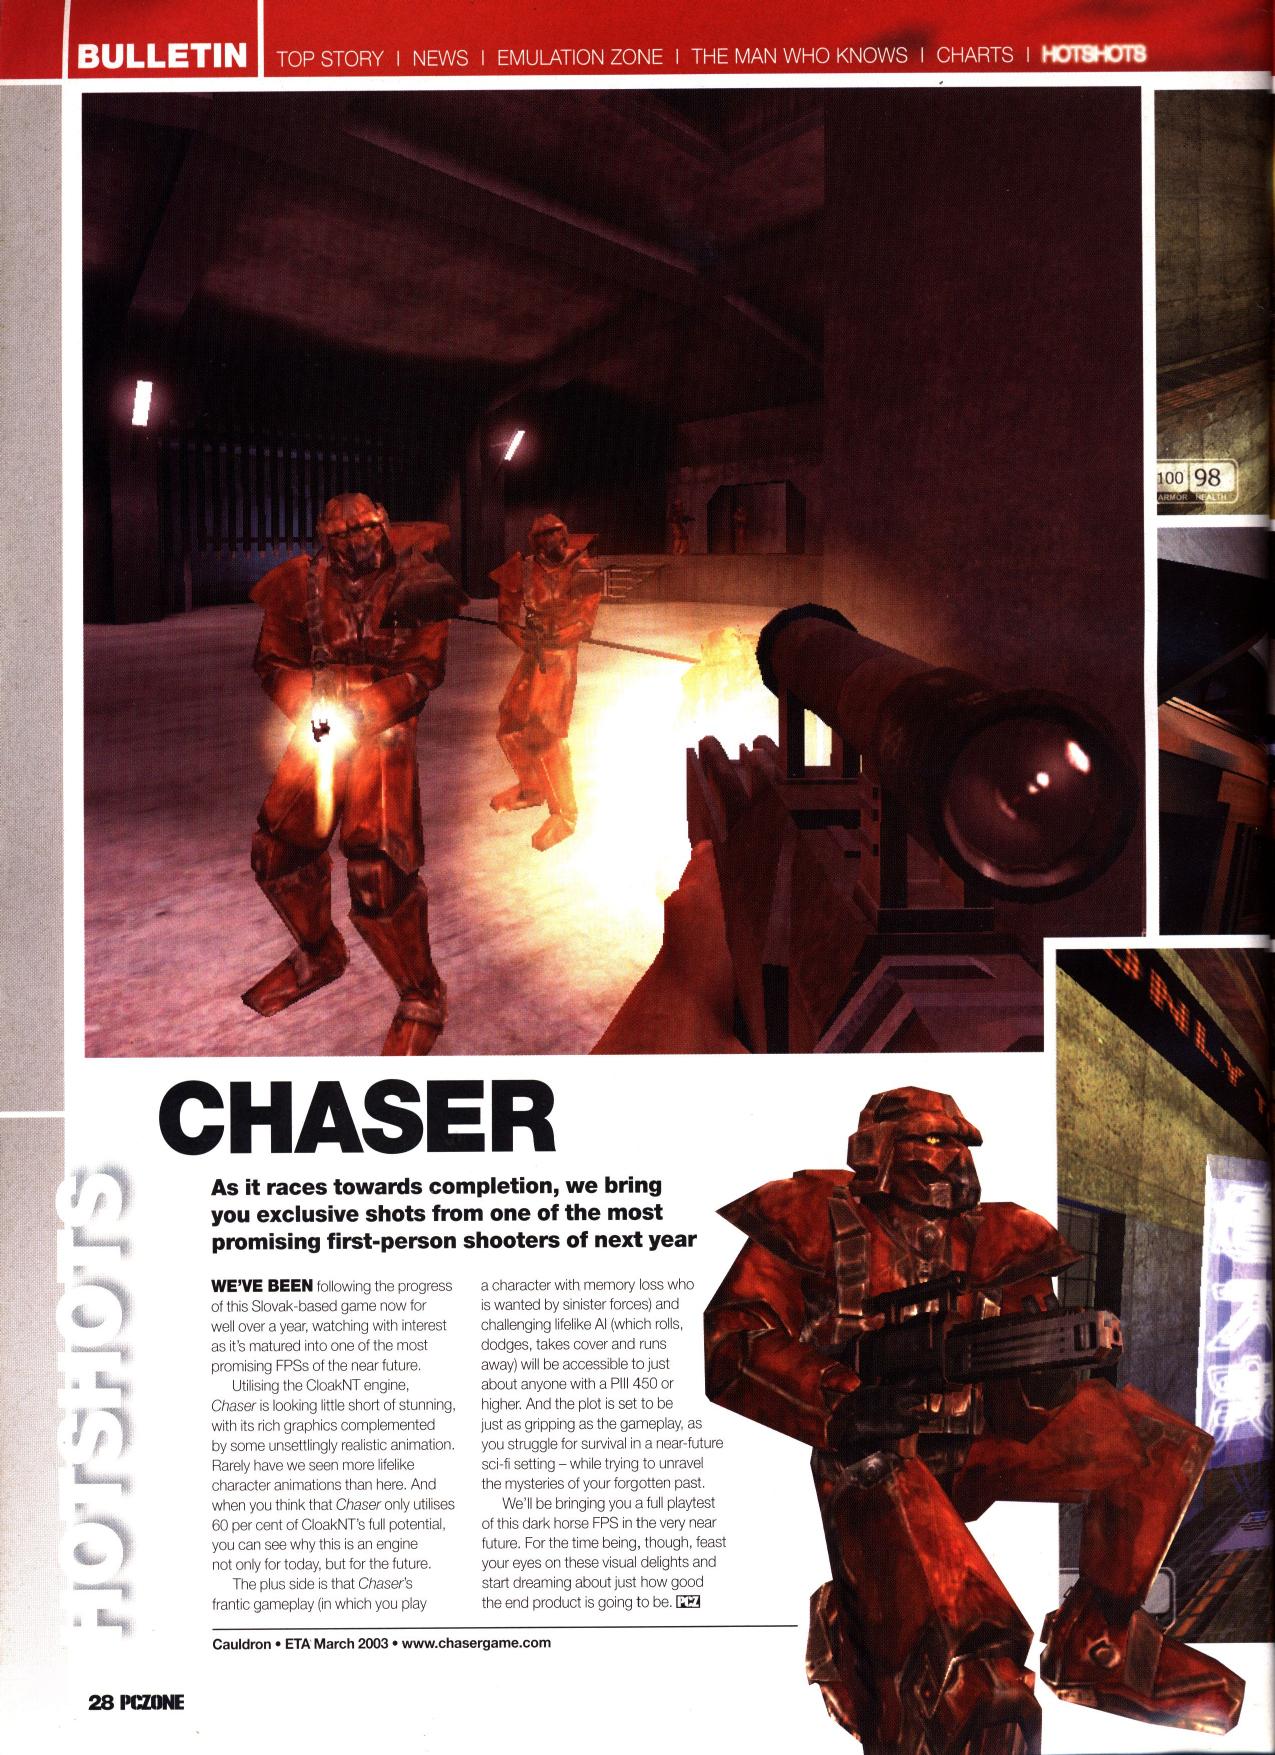 BULLETIN
TOP STORY | NEWS | EMULATION ZONE | THE MAN WHO KNOWS | CHARTS | HOTSHOTS
100 98
ARMOR HEALTH
ONLY
CHASER
As it races towards completion, we bring
you exclusive shots from one of the most
promising first-person shooters of next year
WE'VE BEEN following the progress
of this Slovak-based game now for
well over a year, watching with interest
as it's matured into one of the most
promising FPSs of the near future.
Utilising the CloakNT engine,
Chaser is looking little short of stunning,
with its rich graphics complemented
by some unsettlingly realistic animation.
Rarely have we seen more lifelike
character animations than here. And
when you think that Chaser only utilises
60 per cent of CloakNT's full potential,
you can see why this is an engine
not only for today, but for the future.
The plus side is that Chaser's
frantic gameplay (in which you play
a character with memory loss who
is wanted by sinister forces) and
challenging lifelike AI (which rolls,
dodges, takes cover and runs
away) will be accessible to just
about anyone with a PIII 450 or
higher. And the plot is set to be
just as gripping as the gameplay, as
you struggle for survival in a near-future
sci-fi setting – while trying to unravel
the mysteries of your forgotten past.
We'll be bringing you a full playtest
of this dark horse FPS in the very near
future. For the time being, though, feast
your eyes on these visual delights and
start dreaming about just how good
the end product is going to be. PCZ
Cauldron • ETA March 2003 • www.chasergame.com
HOTSHOTS
28 PCZONE